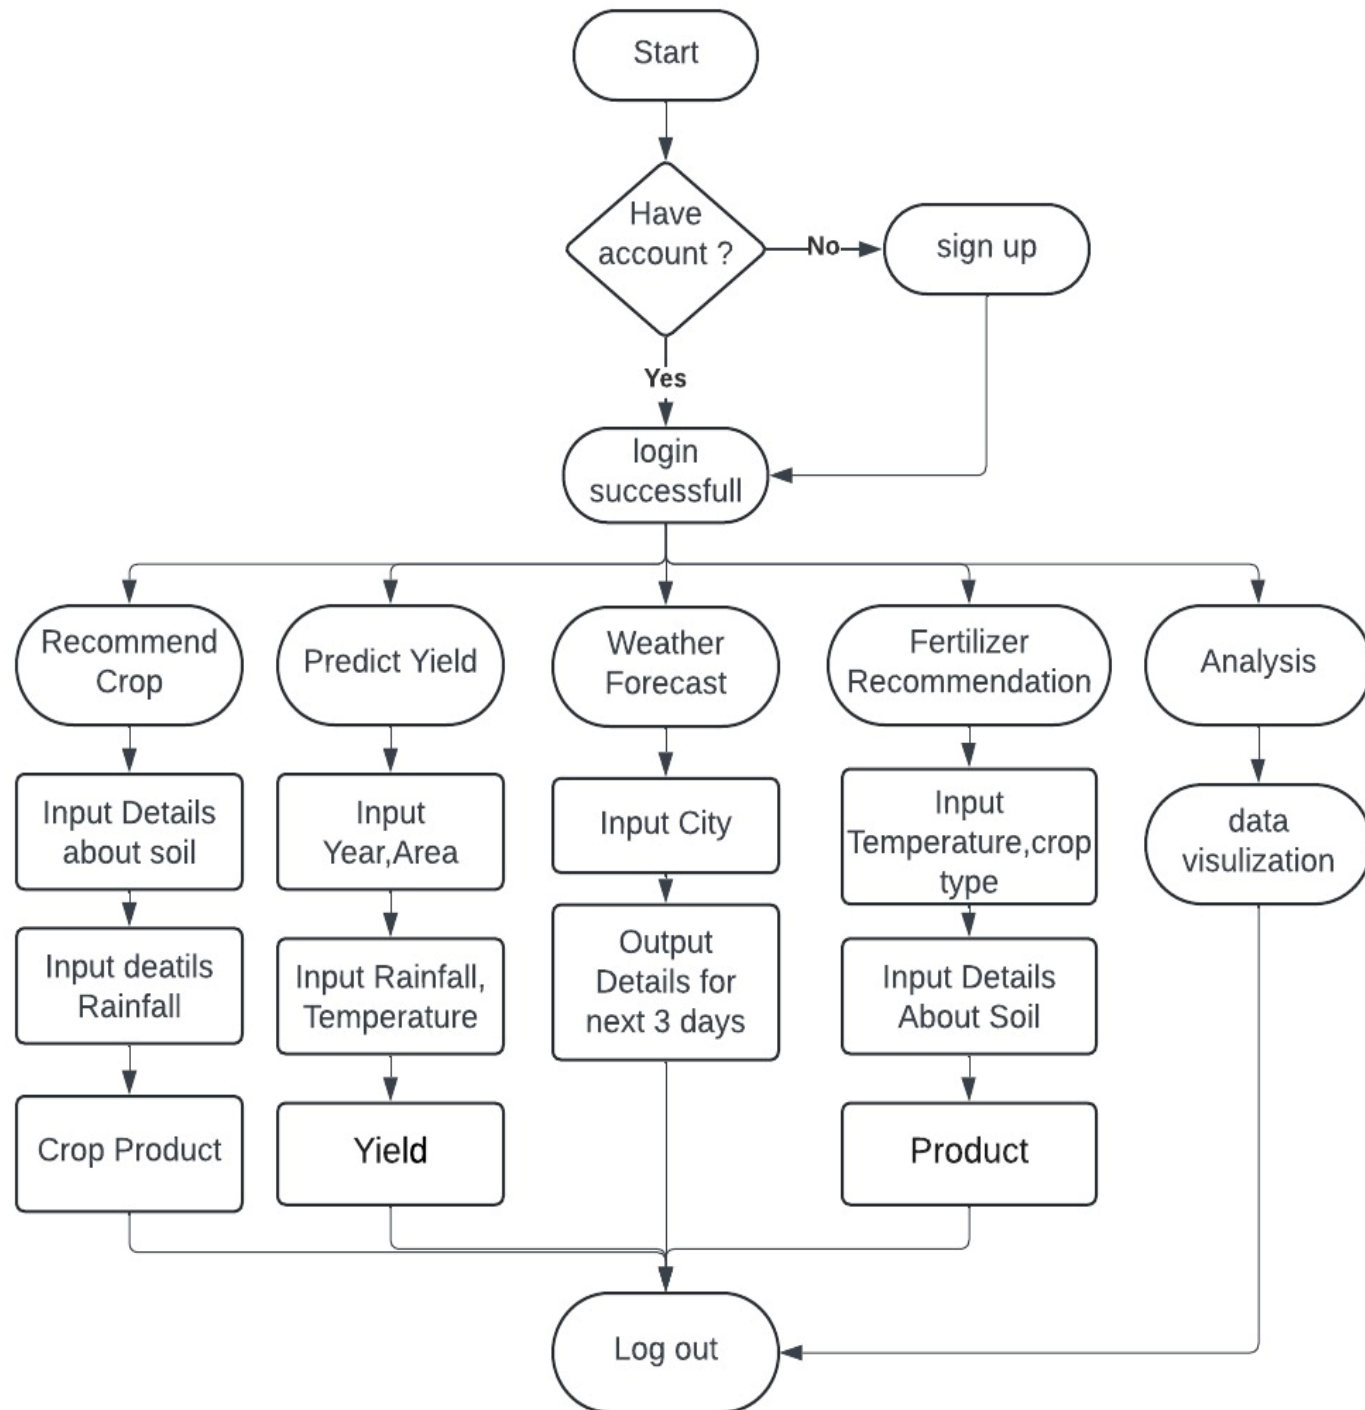 Start
Have
account ?
No
sign up
Yes
login
successfull
Recommend
Crop
Predict Yield
Weather
Forecast
Fertilizer
Recommendation
Analysis
Input Details
about soil
Input
Year,Area
Input City
Input
Temperature,crop
type
data
visulization
Input deatils
Rainfall
Input Rainfall,
Temperature
Output
Details for
next 3 days
Input Details
About Soil
Crop Product
Yield
Product
Log out